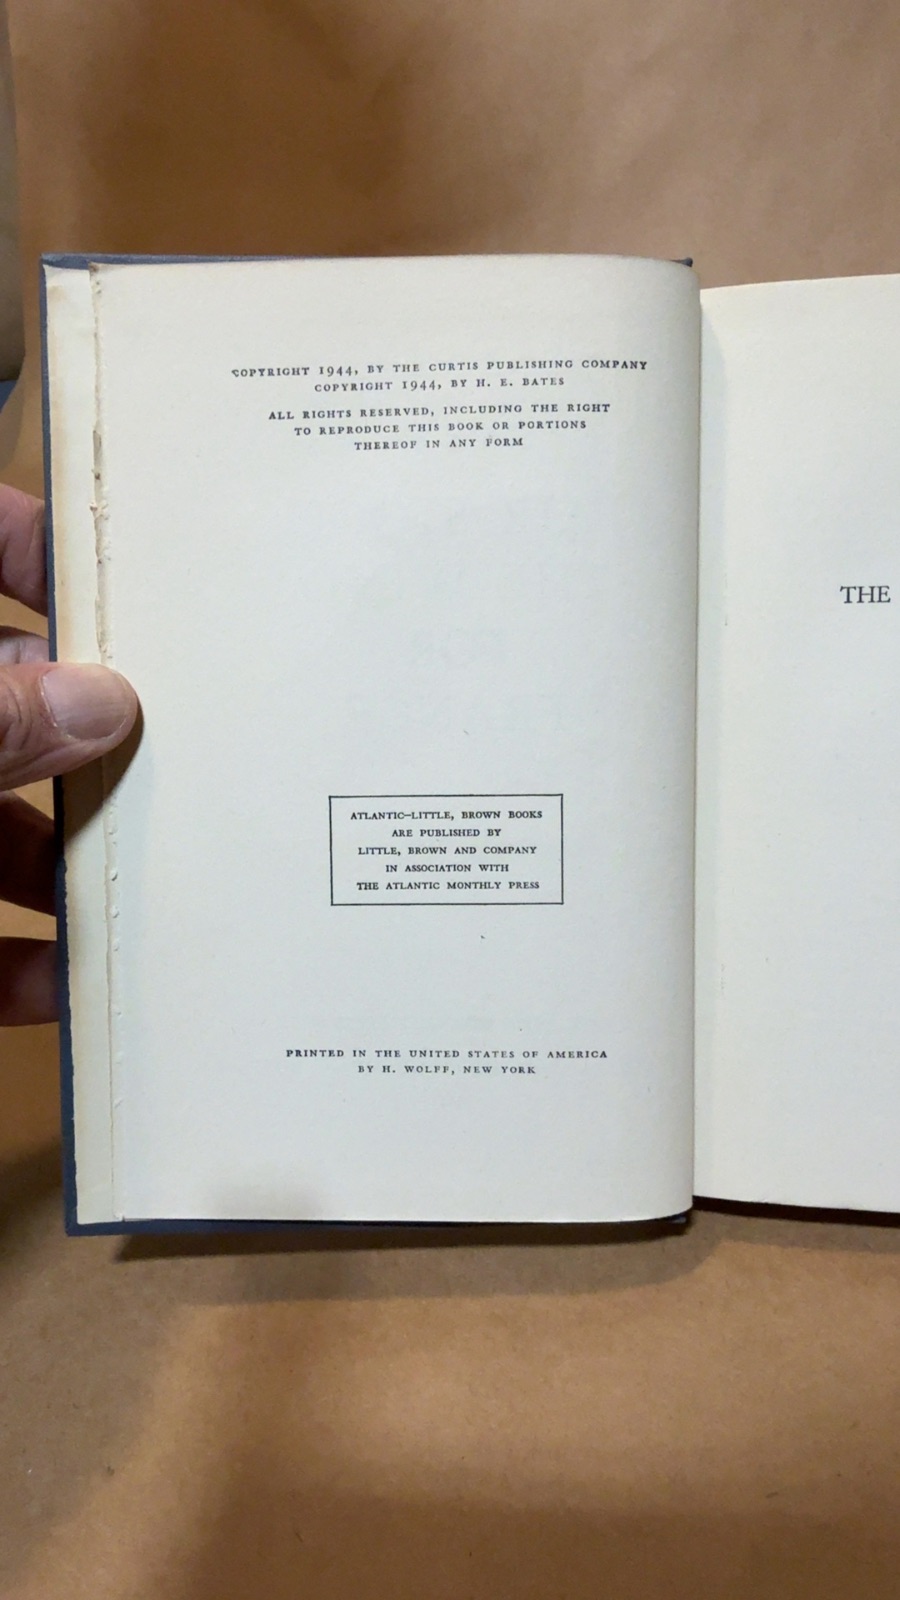 COPYRIGHT 1944, BY THE CURTIS PUBLISHING COMPANY
COPYRIGHT 1944, BY H. E. BATES
ALL RIGHTS RESERVED, INCLUDING THE RIGHT
TO REPRODUCE THIS BOOK OR PORTIONS
THEREOF IN ANY FORM
ATLANTIC–LITTLE, BROWN BOOKS
ARE PUBLISHED BY
LITTLE, BROWN AND COMPANY
IN ASSOCIATION WITH
THE ATLANTIC MONTHLY PRESS
PRINTED IN THE UNITED STATES OF AMERICA
BY H. WOLFF, NEW YORK
THE